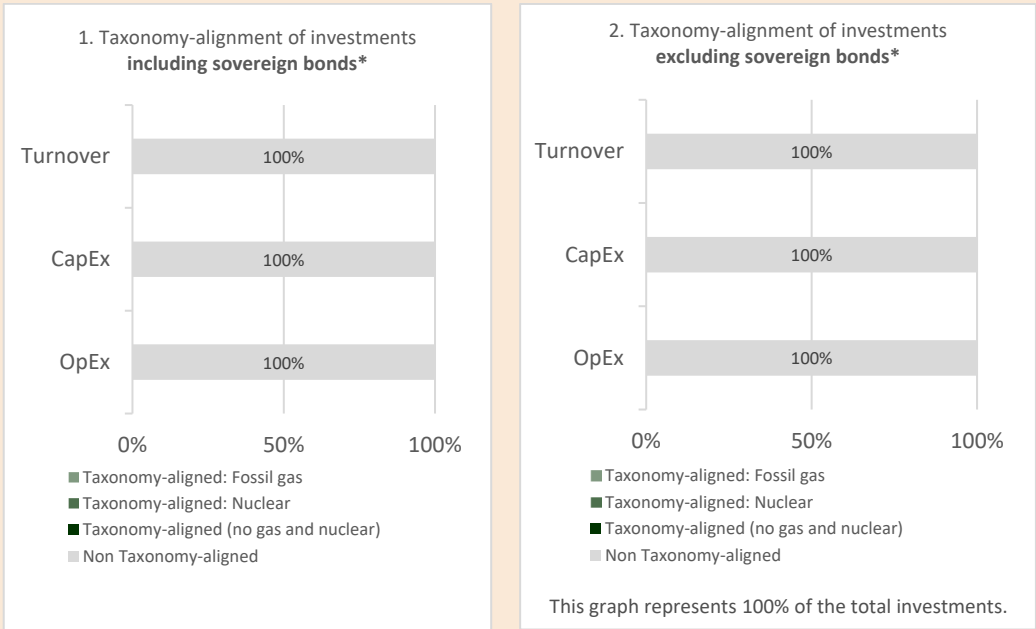 1. Taxonomy-alignment of investments
including sovereign bonds*
Turnover
100%
CapEx
100%
OpEx
100%
0%
50%
100%
Taxonomy-aligned: Fossil gas
Taxonomy-aligned: Nuclear
Taxonomy-aligned (no gas and nuclear)
Non Taxonomy-aligned
2. Taxonomy-alignment of investments
excluding sovereign bonds*
Turnover
100%
CapEx
100%
OpEx
100%
0%
50%
100%
Taxonomy-aligned: Fossil gas
Taxonomy-aligned: Nuclear
Taxonomy-aligned (no gas and nuclear)
Non Taxonomy-aligned
This graph represents 100% of the total investments.